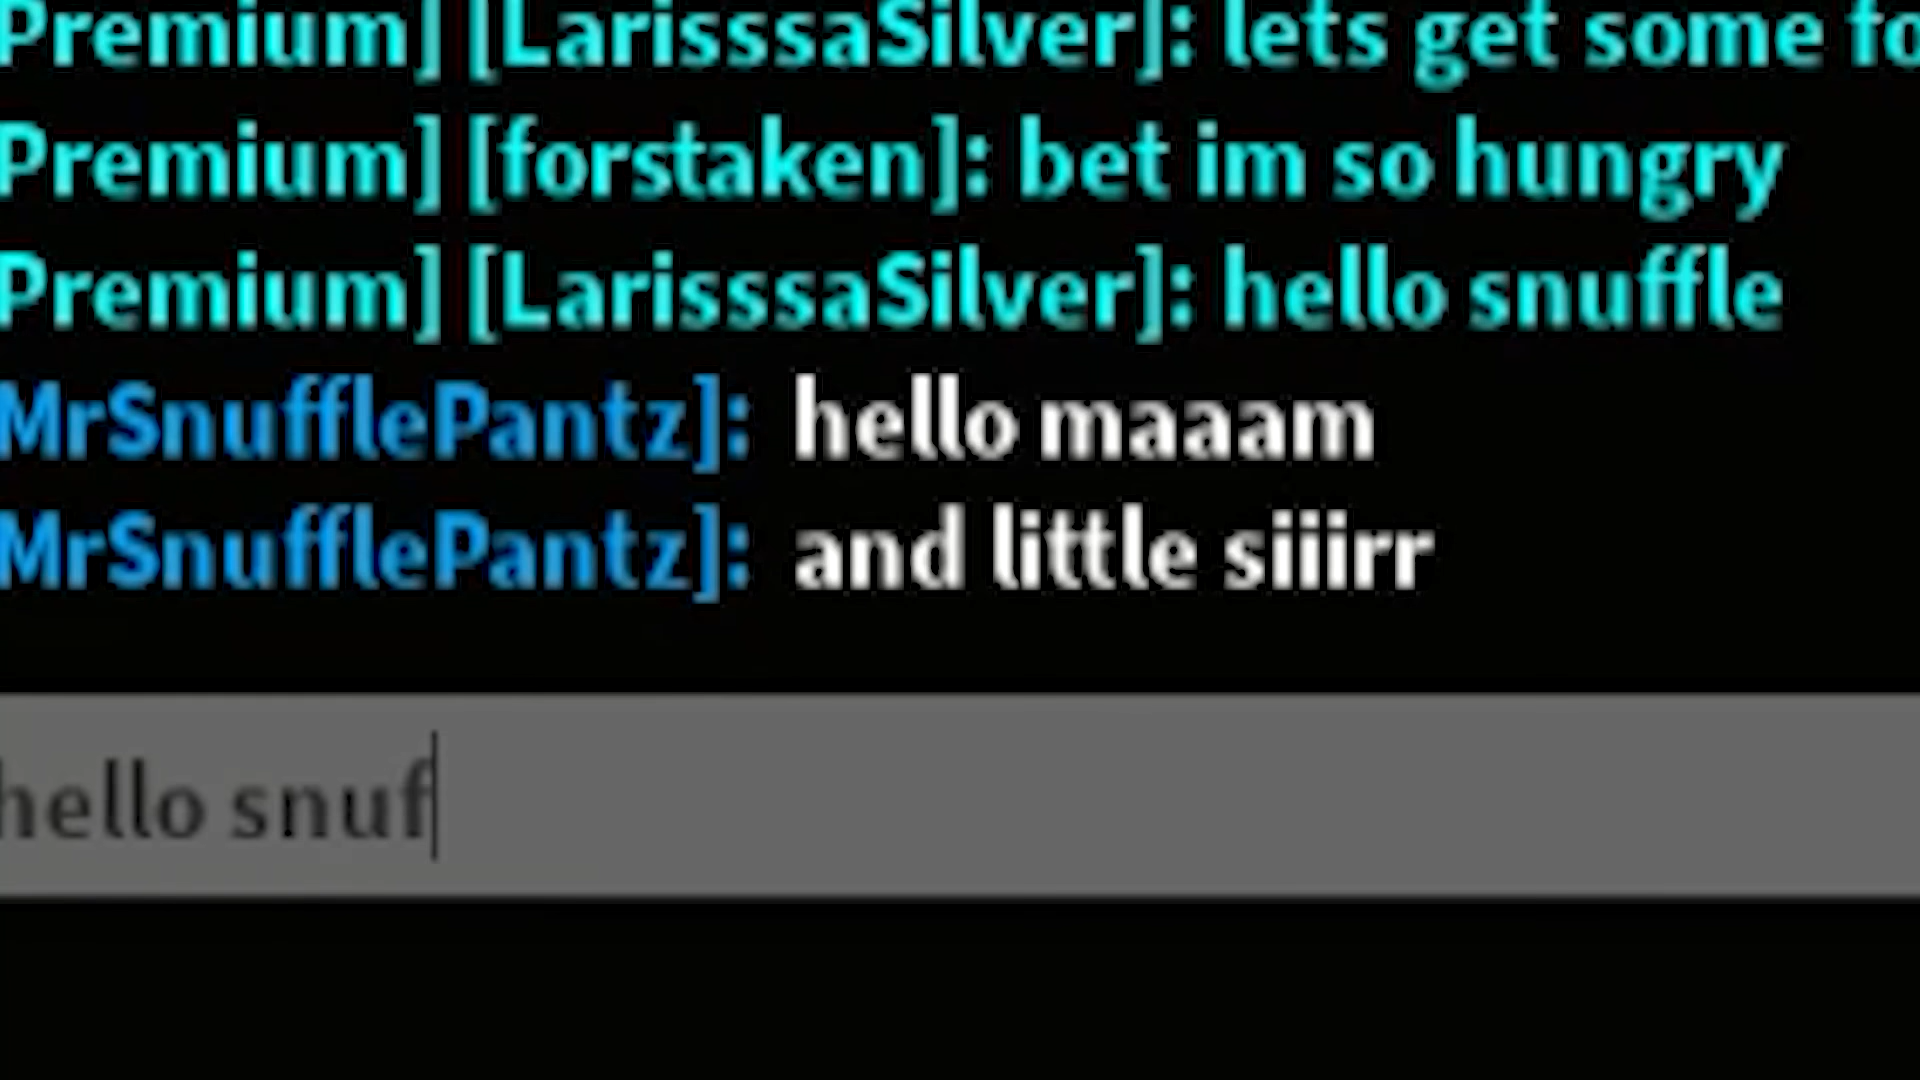 Premium] [LarisssaSilver]: lets get some
Premium] [forstaken]: bet im so hungry
Premium] [LarisssaSilver]: hello snuffle
MrSnufflePantz]: hello maaam
MrSnufflePantz]: and little siiirr
hello snuf